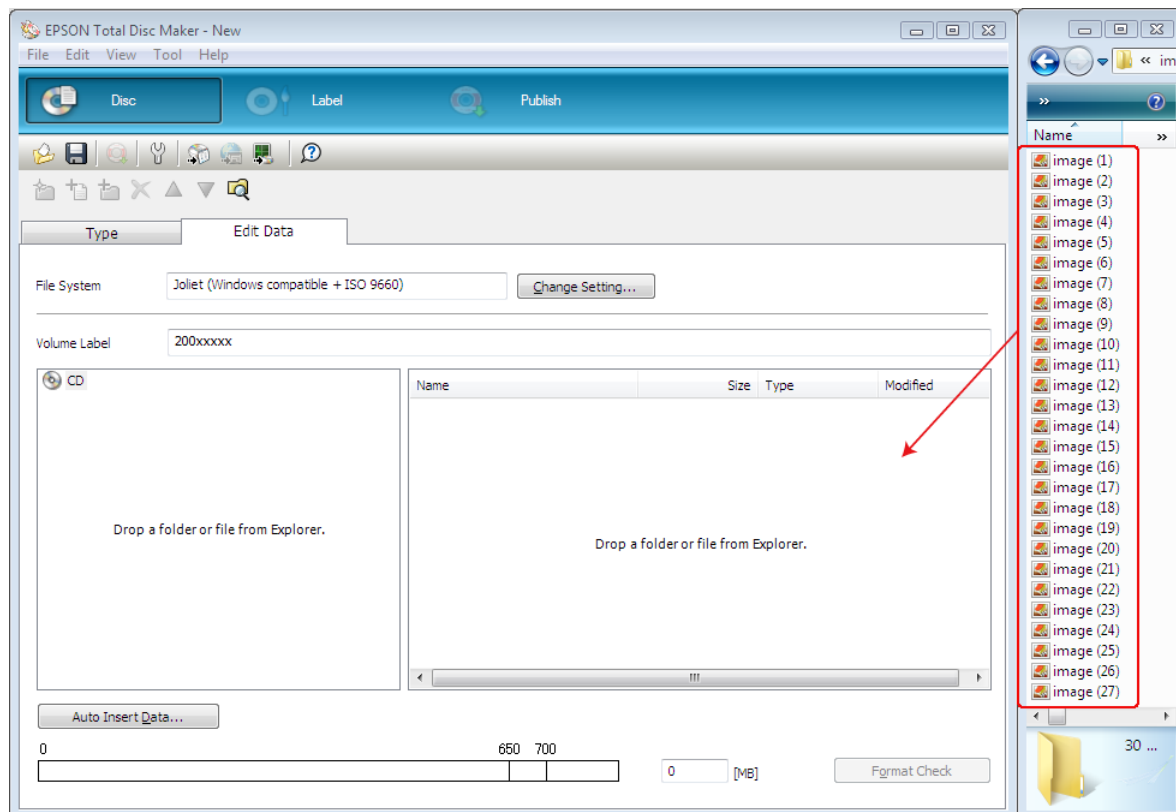 EPSON Total Disc Maker - New
File Edit View Tool Help
Disc Label Publish
Type Edit Data
File System Joliet (Windows compatible + ISO 9660) Change Setting...
Volume Label 200xxxxx
CD
Drop a folder or file from Explorer.
Name Size Type Modified
Drop a folder or file from Explorer.
Auto Insert Data...
0 650 700
0 [MB] Format Check
« im
»
Name »
image (1)
image (2)
image (3)
image (4)
image (5)
image (6)
image (7)
image (8)
image (9)
image (10)
image (11)
image (12)
image (13)
image (14)
image (15)
image (16)
image (17)
image (18)
image (19)
image (20)
image (21)
image (22)
image (23)
image (24)
image (25)
image (26)
image (27)
30 ...